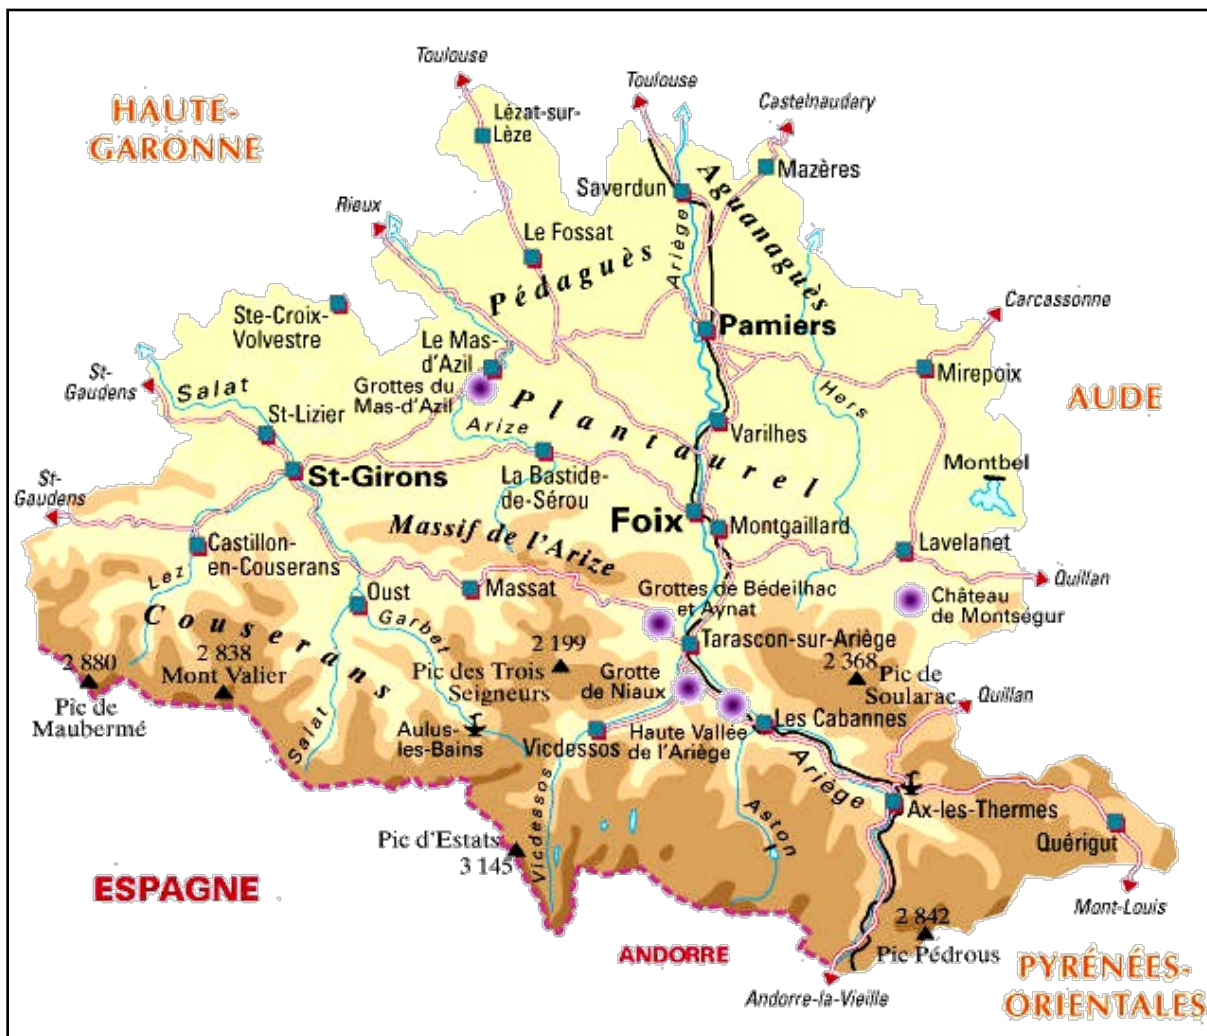 Toulouse
Toulouse
Castelnaudary
HAUTE-
GARONNE
Lézat-sur-
Lèze
Mazères
Saverdun
Aguanaguès
Rieux
Ariège
Le Fossat
Pédaguès
Carcassonne
Ste-Croix-
Volvestre
Pamiers
Le Mas-
d'Azil
St-
Gaudens
Salat
Grottes du
Mas-d'Azil
Mirepoix
Hers
AUDE
St-Lizier
Arize
Plantaurel
Varilhes
St-Girons
La Bastide-
de-Sérou
Montbel
St-
Gaudens
Foix
Montgaillard
Massif de l'Arize
Castillon-
en-Couserans
Lavelanet
Lez
Oust
Massat
Grottes de Bédeilhac
et Aynat
Quillan
Château
de Montségur
Couserans
Garbet
Tarascon-sur-Ariège
2 880
Pic de
Maubermé
2 838
Mont Valier
2 199
Pic des Trois
Seigneurs
Grotte
de Niaux
2 368
Pic de
Soularac
Quillan
Salat
Aulus-
les-Bains
Vicdessos
Haute Vallée
de l'Ariège
Les Cabannes
Ariège
Vicdessos
Aston
Ax-les-Thermes
Quérigut
Pic d'Estats
3 145
ESPAGNE
Mont-Louis
2 842
Pic Pédrous
ANDORRE
Andorre-la-Vieille
PYRÉNÉES-
ORIENTALES